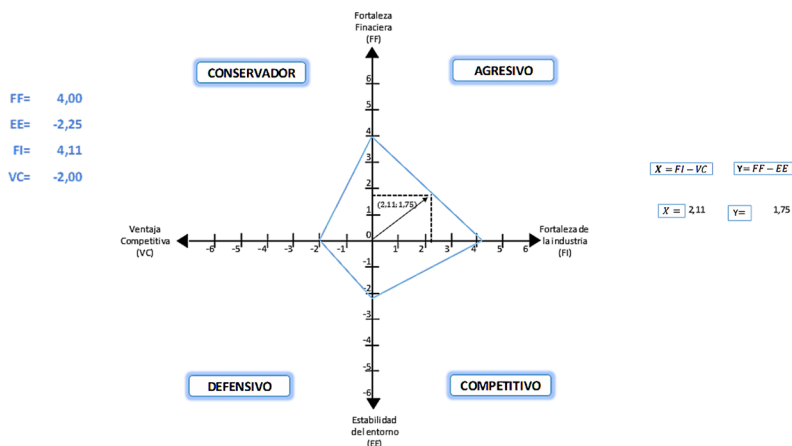 Fortaleza
Finaciera
(FF)
CONSERVADOR
AGRESIVO
FF= 4,00
EE= -2,25
FI= 4,11
VC= -2,00
6
5
4
3
2
1
0
-1
-2
-3
-4
-5
-6
(2,11;1,75)
X = FI − VC
Y= FF − EE
X = 2,11
Y= 1,75
Ventaja
Competitiva
(VC)
-6 -5 -4 -3 -2 -1 0 1 2 3 4 5 6
Fortaleza de
la industria
(FI)
DEFENSIVO
COMPETITIVO
Estabilidad
del entorno
(EE)